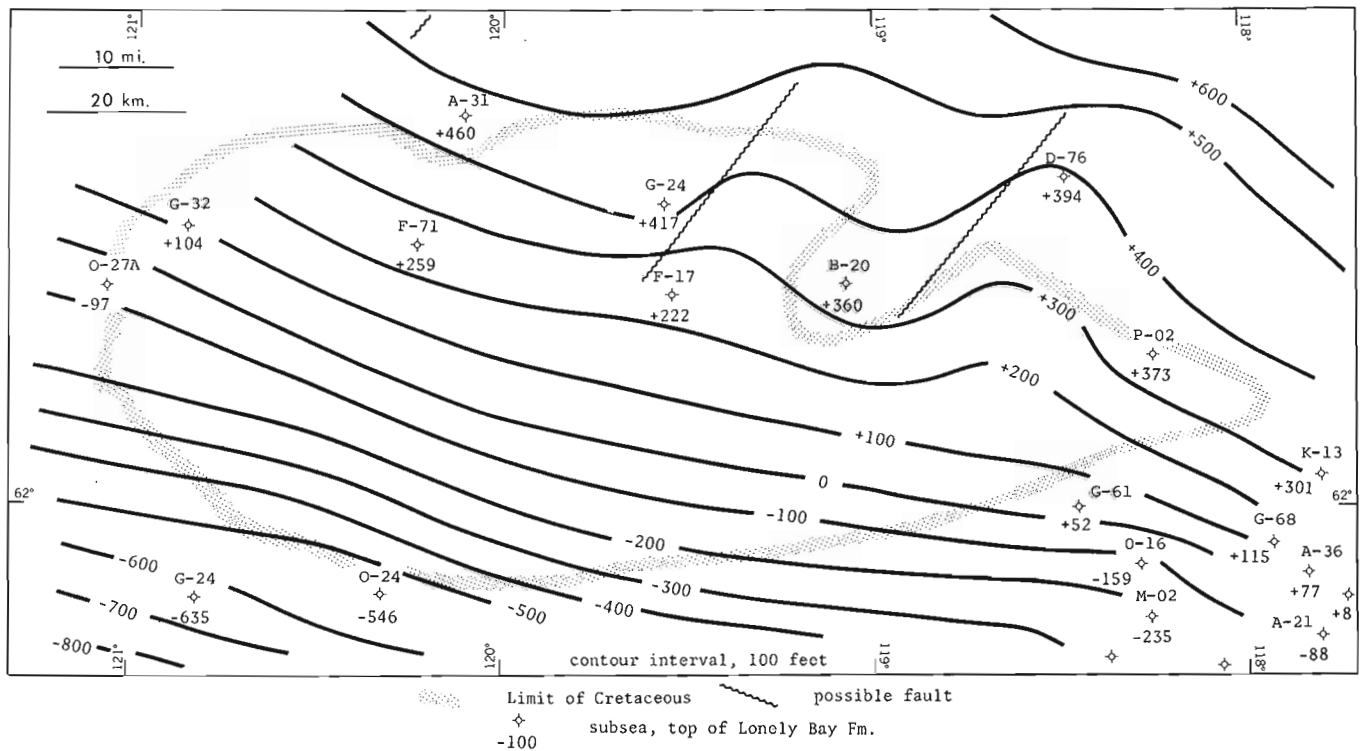 121°
120°
119°
118°
10 mi.
20 km.
+600
+500
A-31
+460
D-76
+394
G-24
+417
G-32
+104
F-71
+259
+400
O-27A
-97
F-17
+222
B-20
+360
+300
P-02
+373
+200
+100
K-13
+301
0
62°
62°
G-61
+52
-100
G-68
+115
-200
O-16
-159
A-36
+77
+8
-600
G-24
-635
O-24
-546
-300
-400
-500
M-02
-235
A-21
-88
-700
-800
121°
120°
119°
118°
contour interval, 100 feet
Limit of Cretaceous
possible fault
subsea, top of Lonely Bay Fm.
-100